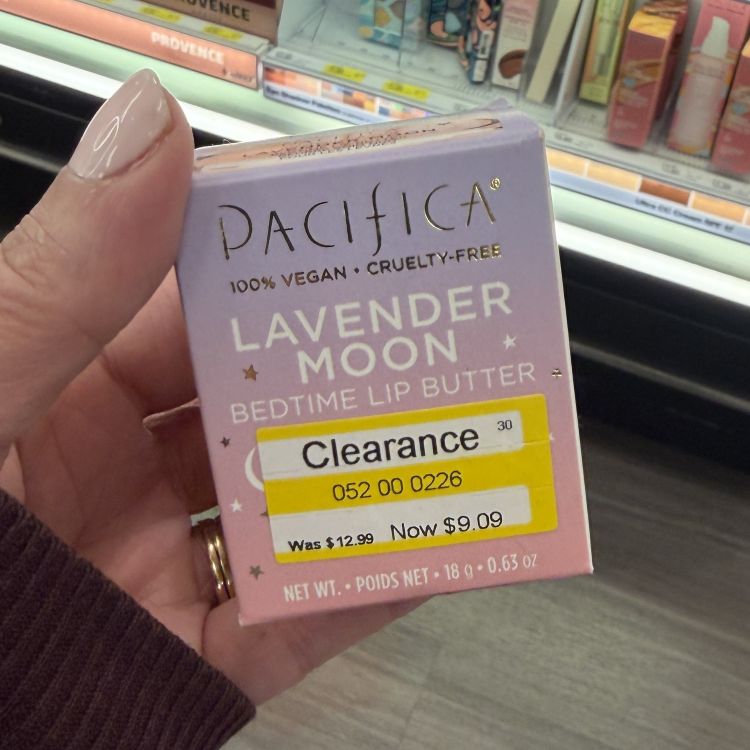 PROVENCE
PROVENCE
PACIFICA®
100% VEGAN • CRUELTY-FREE
LAVENDER
MOON
BEDTIME LIP BUTTER
Clearance 30
052 00 0226
Was $12.99 Now $9.09
NET WT. • POIDS NET • 18 g • 0.63 oz